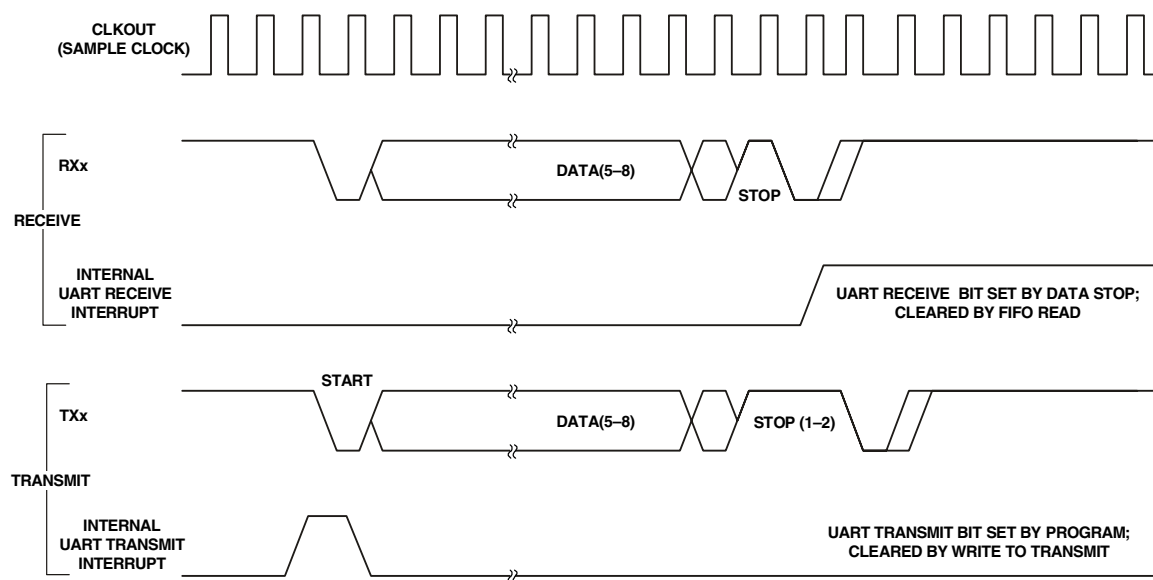 CLKOUT
(SAMPLE CLOCK)
RXx
DATA(5–8)
STOP
RECEIVE
INTERNAL
UART RECEIVE
INTERRUPT
UART RECEIVE BIT SET BY DATA STOP;
CLEARED BY FIFO READ
START
TXx
DATA(5–8)
STOP (1–2)
TRANSMIT
INTERNAL
UART TRANSMIT
INTERRUPT
UART TRANSMIT BIT SET BY PROGRAM;
CLEARED BY WRITE TO TRANSMIT